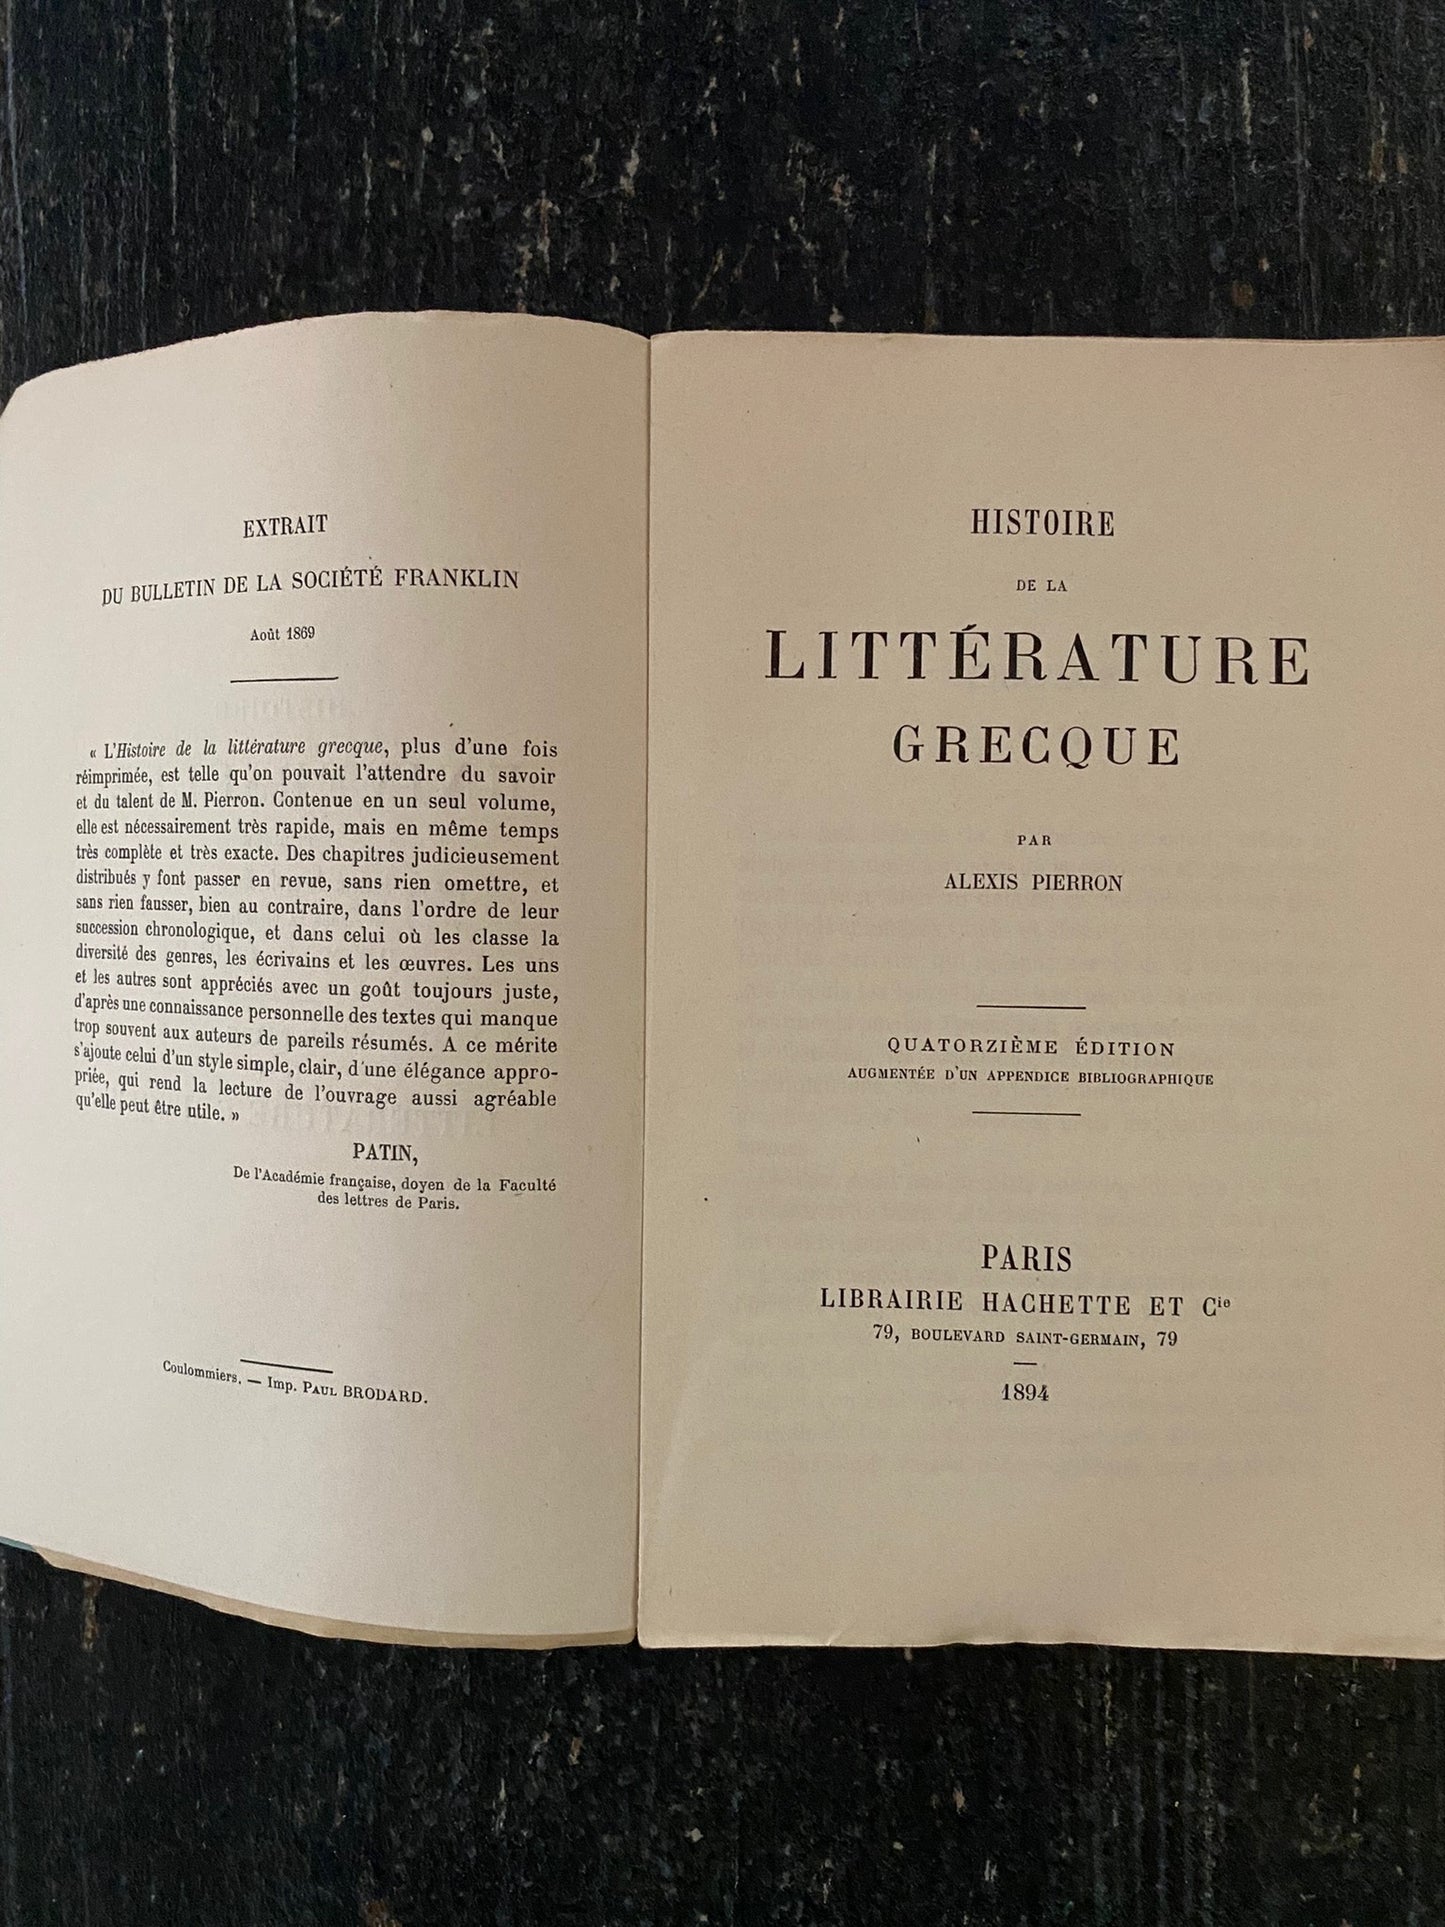 EXTRAIT
DU BULLETIN DE LA SOCIÉTÉ FRANKLIN
Août 1869
« L'Histoire de la littérature grecque, plus d'une fois
réimprimée, est telle qu'on pouvait l'attendre du savoir
et du talent de M. Pierron. Contenue en un seul volume,
elle est nécessairement très rapide, mais en même temps
très complète et très exacte. Des chapitres judicieusement
distribués y font passer en revue, sans rien omettre, et
sans rien fausser, bien au contraire, dans l'ordre de leur
succession chronologique, et dans celui où les classe la
diversité des genres, les écrivains et les œuvres. Les uns
et les autres sont appréciés avec un goût toujours juste,
d'après une connaissance personnelle des textes qui manque
trop souvent aux auteurs de pareils résumés. A ce mérite
s'ajoute celui d'un style simple, clair, d'une élégance appro-
priée, qui rend la lecture de l'ouvrage aussi agréable
qu'elle peut être utile. »
PATIN,
De l'Académie française, doyen de la Faculté
des lettres de Paris.
Coulommiers. — Imp. PAUL BRODARD.
HISTOIRE
DE LA
LITTÉRATURE
GRECQUE
PAR
ALEXIS PIERRON
QUATORZIÈME ÉDITION
AUGMENTÉE D'UN APPENDICE BIBLIOGRAPHIQUE
PARIS
LIBRAIRIE HACHETTE ET Cie
79, BOULEVARD SAINT-GERMAIN, 79
1894